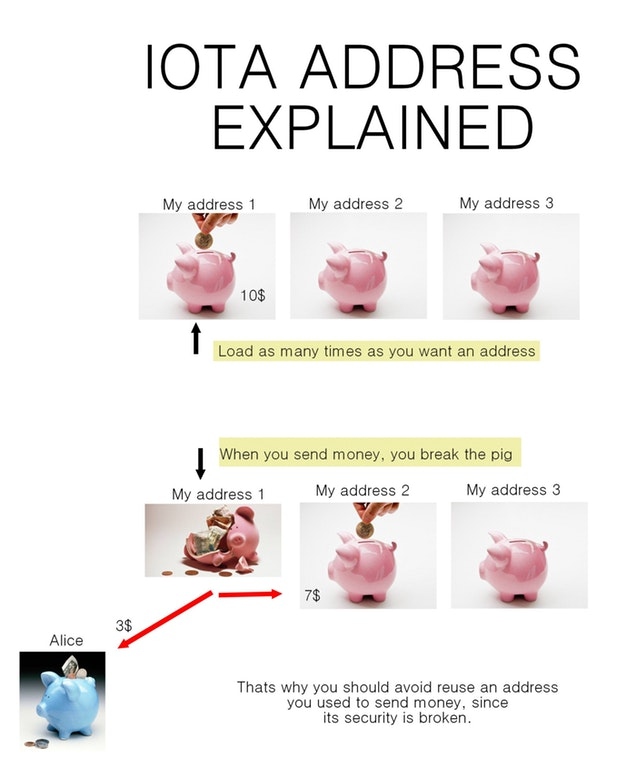 IOTA ADDRESS
EXPLAINED
My address 1
My address 2
My address 3
10$
Load as many times as you want an address
When you send money, you break the pig
My address 1
My address 2
My address 3
7$
3$
Alice
Thats why you should avoid reuse an address
you used to send money, since
its security is broken.